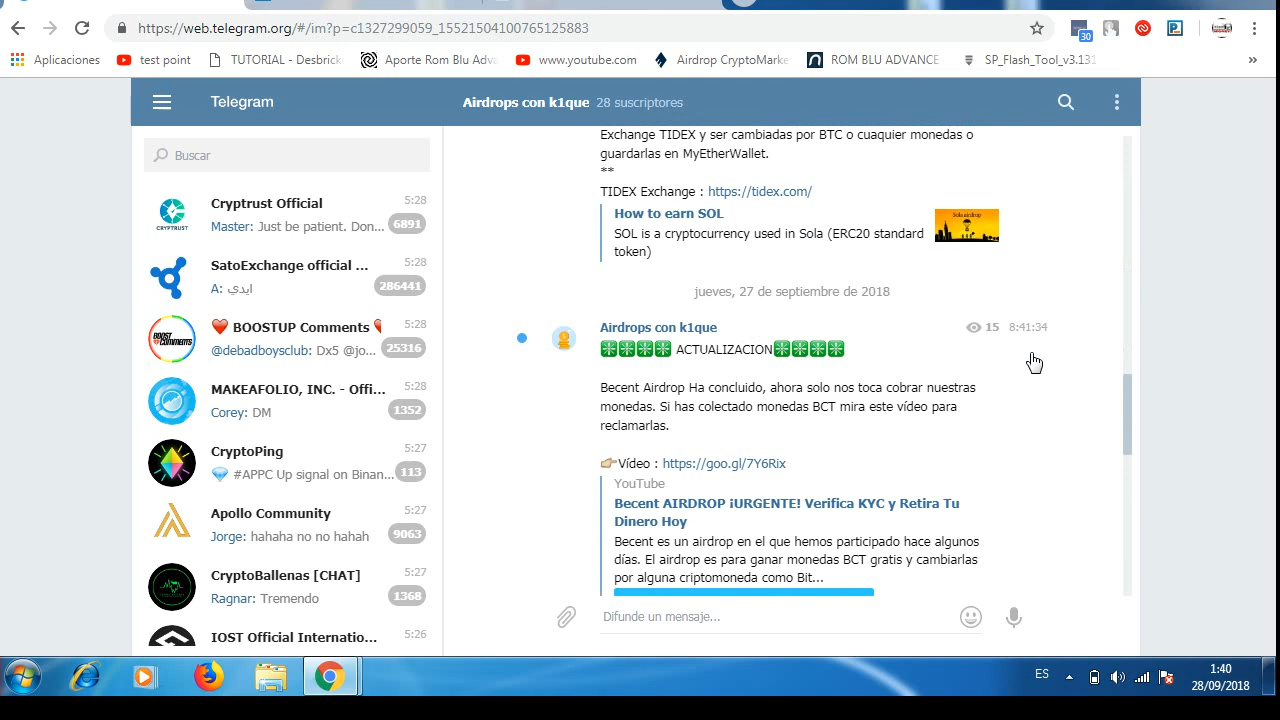 https://web.telegram.org/#/im?p=c1327299059_15521504100765125883
30
Aplicaciones
test point
TUTORIAL - Desbrick
Aporte Rom Blu Adva
www.youtube.com
Airdrop CryptoMarke
ROM BLU ADVANCE
SP_Flash_Tool_v3.131
»
Telegram
Airdrops con k1que 28 suscriptores
Buscar
Cryptrust Official 5:28
Master: Just be patient. Don... 6891
CRYPTRUST
SatoExchange official ... 5:28
A: ايدي 286441
❤️ BOOSTUP Comments 5:28
@debadboysclub: Dx5 @jo... 25316
BOOST
COMMENTS
MAKEAFOLIO, INC. - Offi... 5:28
Corey: DM 1352
CryptoPing 5:27
💎 #APPC Up signal on Binan... 113
Apollo Community 5:27
Jorge: hahaha no no hahah 9063
CryptoBallenas [CHAT] 5:27
Ragnar: Tremendo 1368
IOST Official Internatio... 5:26
Exchange TIDEX y ser cambiadas por BTC o cuaquier monedas o
guardarlas en MyEtherWallet.
**
TIDEX Exchange : https://tidex.com/
How to earn SOL
SOL is a cryptocurrency used in Sola (ERC20 standard
token)
Sola airdrop
jueves, 27 de septiembre de 2018
Airdrops con k1que 15 8:41:34
❇️❇️❇️❇️ ACTUALIZACION❇️❇️❇️❇️
Becent Airdrop Ha concluido, ahora solo nos toca cobrar nuestras
monedas. Si has colectado monedas BCT mira este vídeo para
reclamarlas.
👉🏼Vídeo : https://goo.gl/7Y6Rix
YouTube
Becent AIRDROP ¡URGENTE! Verifica KYC y Retira Tu
Dinero Hoy
Becent es un airdrop en el que hemos participado hace algunos
días. El airdrop es para ganar monedas BCT gratis y cambiarlas
por alguna criptomoneda como Bit...
Difunde un mensaje...
ES
1:40
28/09/2018